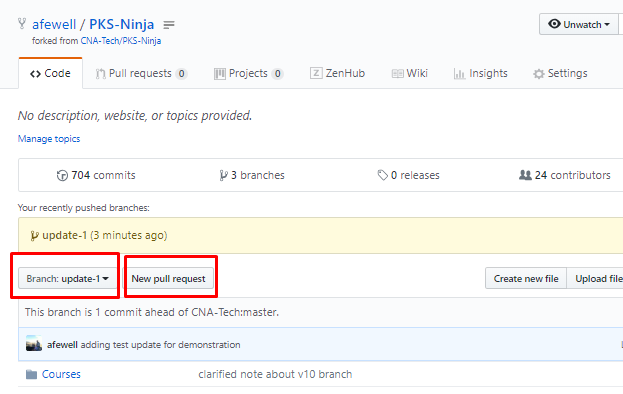 afewell / PKS-Ninja
Unwatch
forked from CNA-Tech/PKS-Ninja
Code Pull requests 0 Projects 0 ZenHub Wiki Insights Settings
No description, website, or topics provided.
Manage topics
704 commits 3 branches 0 releases 24 contributors
Your recently pushed branches:
update-1 (3 minutes ago)
Branch: update-1 New pull request Create new file Upload file
This branch is 1 commit ahead of CNA-Tech:master.
afewell adding test update for demonstration
Courses clarified note about v10 branch